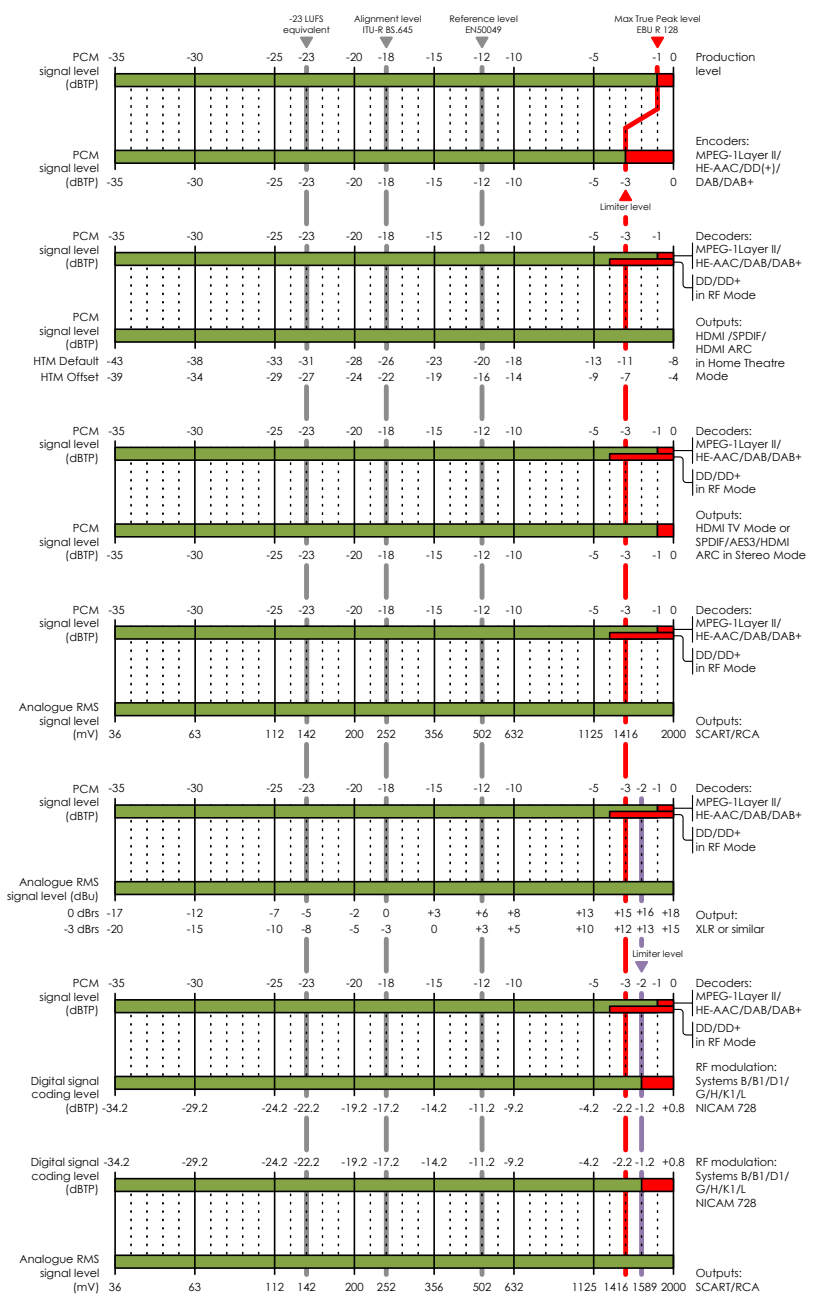 -23 LUFS
equivalent
Alignment level
ITU-R BS.645
Reference level
EN50049
Max True Peak level
EBU R 128
PCM
signal level
(dBTP)
-35 -30 -25 -23 -20 -18 -15 -12 -10 -5 -1 0
Production
level
PCM
signal level
(dBTP)
-35 -30 -25 -23 -20 -18 -15 -12 -10 -5 -3 0
Encoders:
MPEG-1Layer II/
HE-AAC/DD(+)/
DAB/DAB+
Limiter level
PCM
signal level
(dBTP)
-35 -30 -25 -23 -20 -18 -15 -12 -10 -5 -3 -1 0
Decoders:
MPEG-1Layer II/
HE-AAC/DAB/DAB+
DD/DD+
in RF Mode
PCM
signal level
(dBTP)
Outputs:
HDMI /SPDIF/
HDMI ARC
in Home Theatre
Mode
HTM Default -43 -38 -33 -31 -28 -26 -23 -20 -18 -13 -11 -8
HTM Offset -39 -34 -29 -27 -24 -22 -19 -16 -14 -9 -7 -4
PCM
signal level
(dBTP)
-35 -30 -25 -23 -20 -18 -15 -12 -10 -5 -3 -1 0
Decoders:
MPEG-1Layer II/
HE-AAC/DAB/DAB+
DD/DD+
in RF Mode
PCM
signal level
(dBTP)
-35 -30 -25 -23 -20 -18 -15 -12 -10 -5 -3 -1 0
Outputs:
HDMI TV Mode or
SPDIF/AES3/HDMI
ARC in Stereo Mode
PCM
signal level
(dBTP)
-35 -30 -25 -23 -20 -18 -15 -12 -10 -5 -3 -1 0
Decoders:
MPEG-1Layer II/
HE-AAC/DAB/DAB+
DD/DD+
in RF Mode
Analogue RMS
signal level
(mV)
36 63 112 142 200 252 356 502 632 1125 1416 2000
Outputs:
SCART/RCA
PCM
signal level
(dBTP)
-35 -30 -25 -23 -20 -18 -15 -12 -10 -5 -3 -2 -1 0
Decoders:
MPEG-1Layer II/
HE-AAC/DAB/DAB+
DD/DD+
in RF Mode
Analogue RMS
signal level (dBu)
0 dBrs -17 -12 -7 -5 -2 0 +3 +6 +8 +13 +15 +16 +18
-3 dBrs -20 -15 -10 -8 -5 -3 0 +3 +5 +10 +12 +13 +15
Output:
XLR or similar
Limiter level
PCM
signal level
(dBTP)
-35 -30 -25 -23 -20 -18 -15 -12 -10 -5 -3 -2 -1 0
Decoders:
MPEG-1Layer II/
HE-AAC/DAB/DAB+
DD/DD+
in RF Mode
Digital signal
coding level
(dBTP)
-34.2 -29.2 -24.2 -22.2 -19.2 -17.2 -14.2 -11.2 -9.2 -4.2 -2.2 -1.2 +0.8
RF modulation:
Systems B/B1/D1/
G/H/K1/L
NICAM 728
Digital signal
coding level
(dBTP)
-34.2 -29.2 -24.2 -22.2 -19.2 -17.2 -14.2 -11.2 -9.2 -4.2 -2.2 -1.2 +0.8
RF modulation:
Systems B/B1/D1/
G/H/K1/L
NICAM 728
Analogue RMS
signal level
(mV)
36 63 112 142 200 252 356 502 632 1125 1416 1589 2000
Outputs:
SCART/RCA